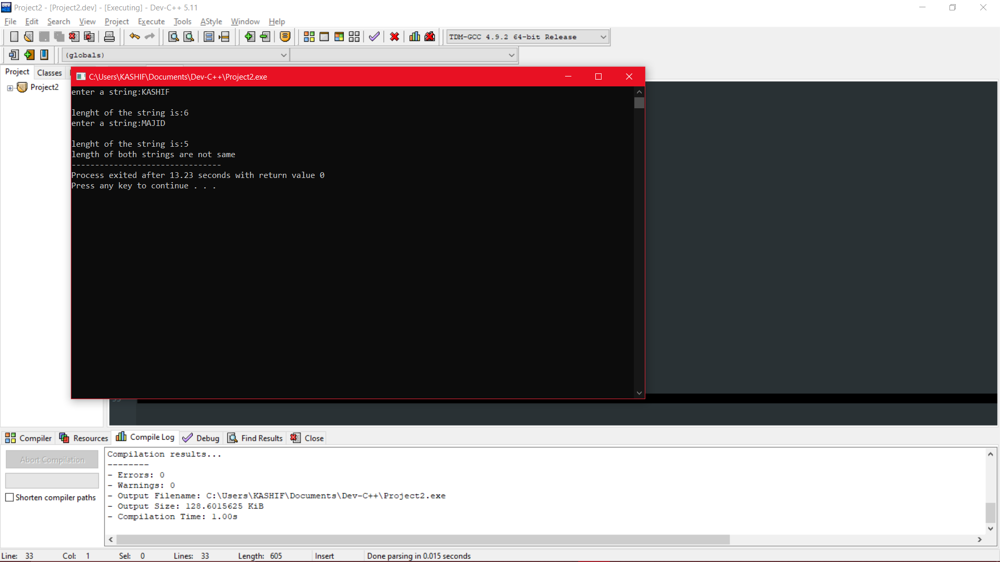 Project2 - [Project2.dev] - [Executing] - Dev-C++ 5.11
File Edit Search View Project Execute Tools AStyle Window Help
TDM-GCC 4.9.2 64-bit Release
(globals)
Project Classes
Project2
C:\Users\KASHIF\Documents\Dev-C++\Project2.exe
enter a string:KASHIF
lenght of the string is:6
enter a string:MAJID
lenght of the string is:5
length of both strings are not same
--------------------------------
Process exited after 13.23 seconds with return value 0
Press any key to continue . . .
Compiler Resources Compile Log Debug Find Results Close
Abort Compilation
Shorten compiler paths
Compilation results...
--------
- Errors: 0
- Warnings: 0
- Output Filename: C:\Users\KASHIF\Documents\Dev-C++\Project2.exe
- Output Size: 128.6015625 KiB
- Compilation Time: 1.00s
Line: 33 Col: 1 Sel: 0 Lines: 33 Length: 605 Insert Done parsing in 0.015 seconds